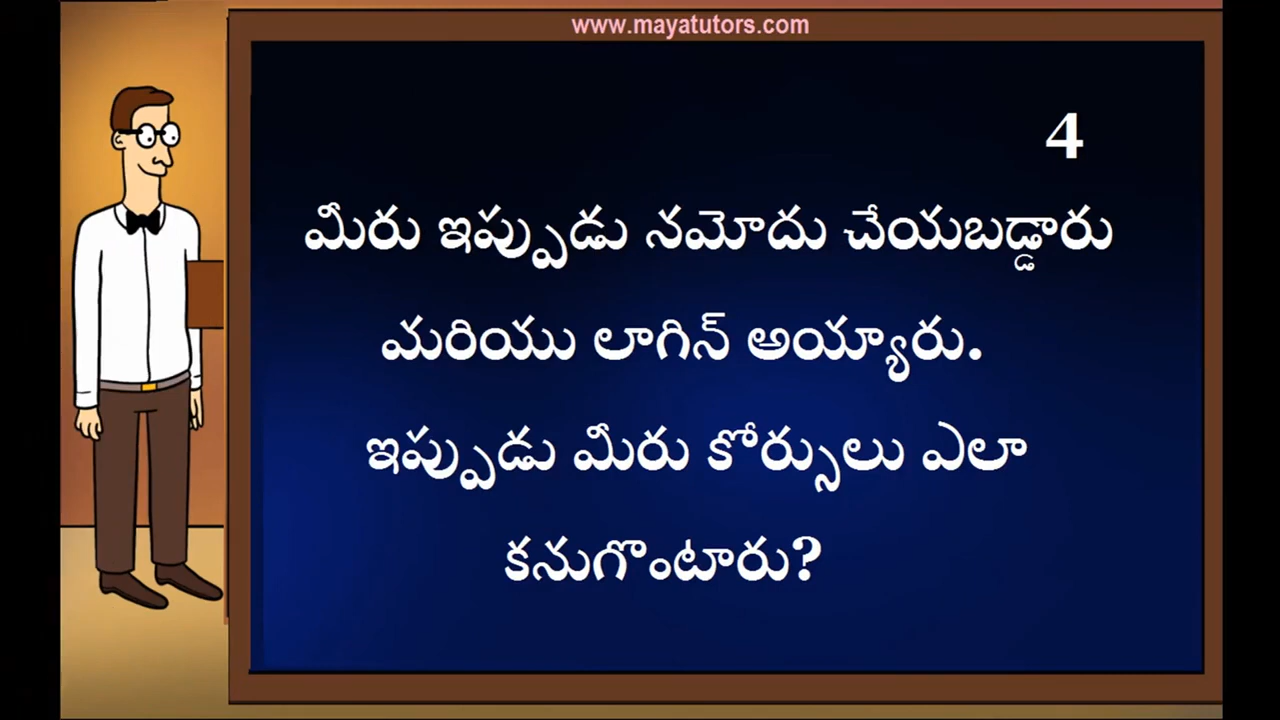 www.mayatutors.com
4
మీరు ఇప్పుడు నమోదు చేయబడ్డారు
మరియు లాగిన్ అయ్యారు.
ఇప్పుడు మీరు కోర్సులు ఎలా
కనుగొంటారు?